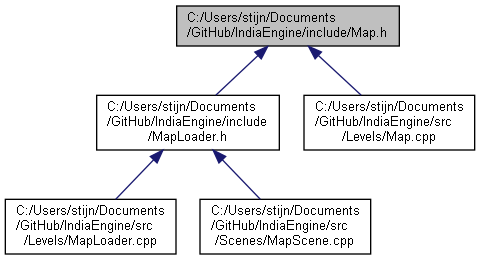 C:/Users/stijn/Documents
/GitHub/IndiaEngine/include/Map.h
C:/Users/stijn/Documents
/GitHub/IndiaEngine/include
/MapLoader.h
C:/Users/stijn/Documents
/GitHub/IndiaEngine/src
/Levels/Map.cpp
C:/Users/stijn/Documents
/GitHub/IndiaEngine/src
/Levels/MapLoader.cpp
C:/Users/stijn/Documents
/GitHub/IndiaEngine/src
/Scenes/MapScene.cpp